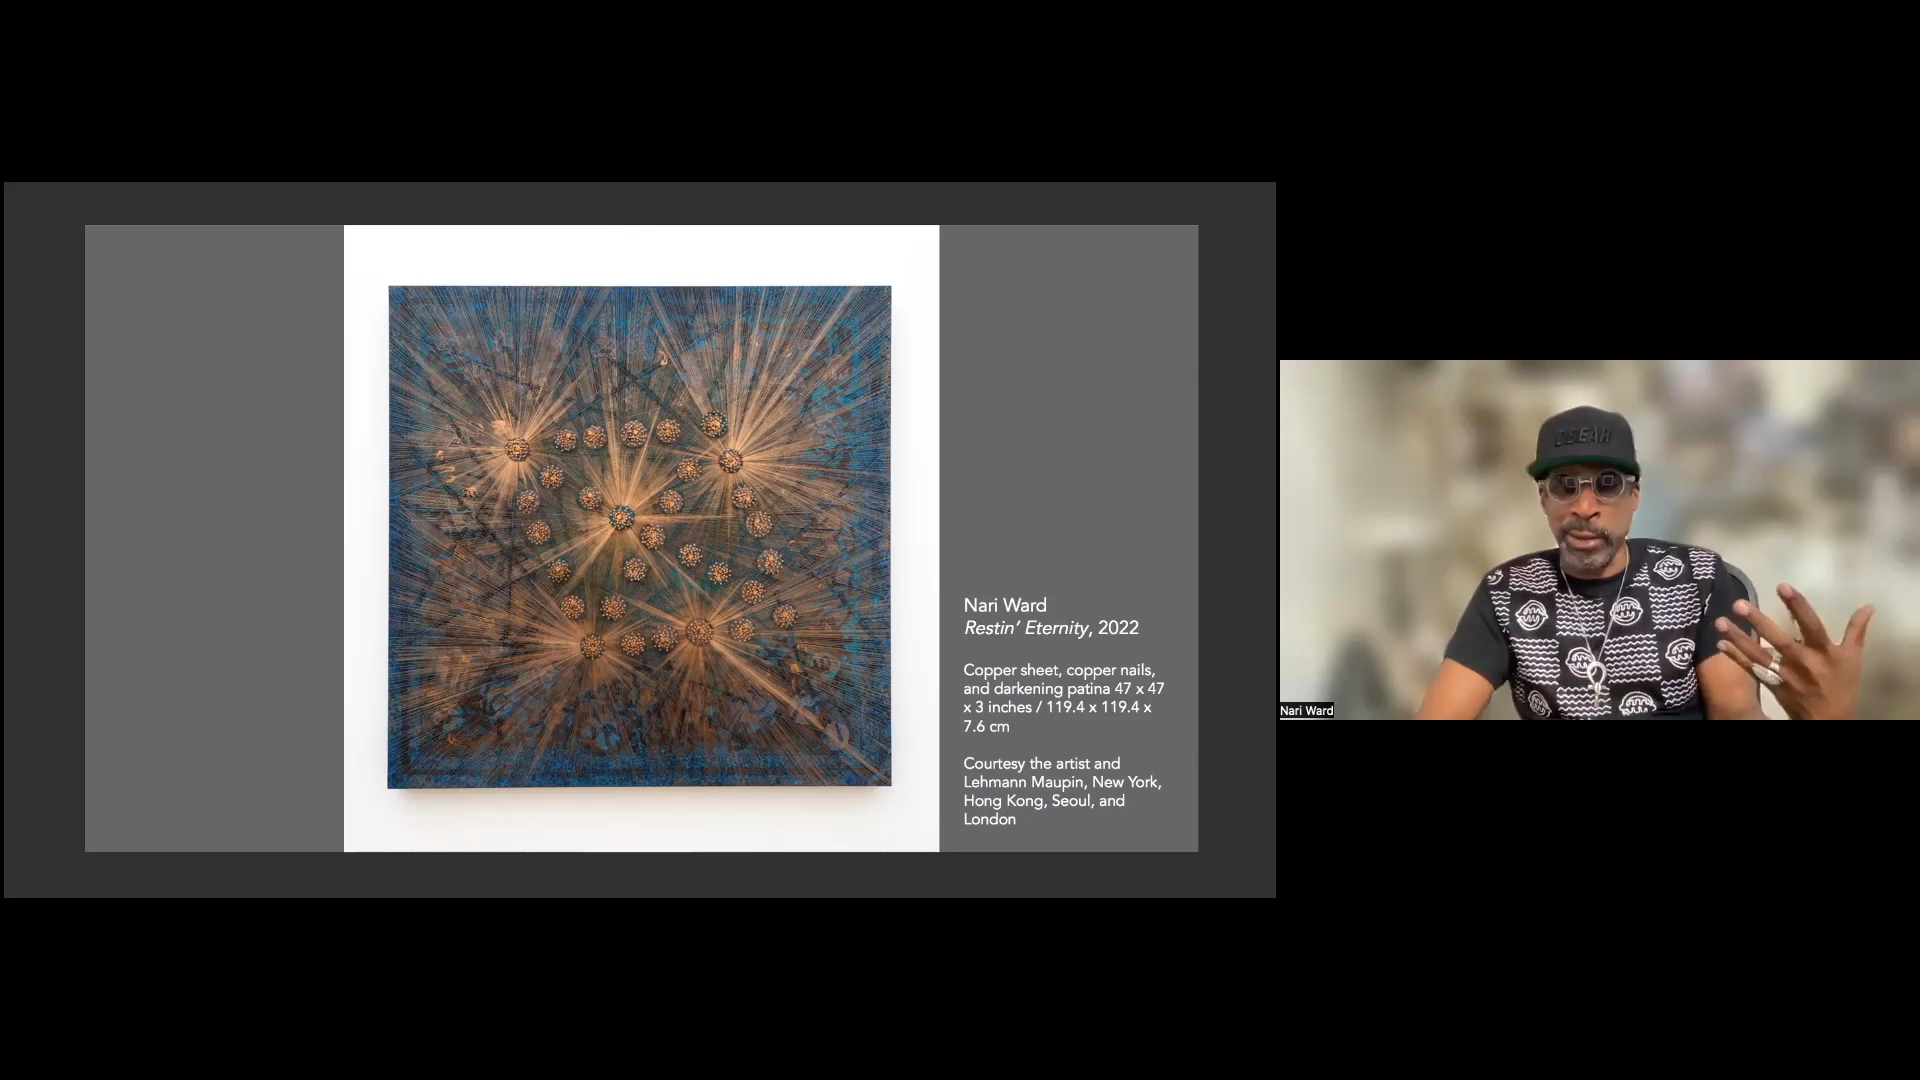 Nari Ward
Restin’ Eternity, 2022
Copper sheet, copper nails,
and darkening patina 47 x 47
x 3 inches / 119.4 x 119.4 x
7.6 cm
Courtesy the artist and
Lehmann Maupin, New York,
Hong Kong, Seoul, and
London
Nari Ward